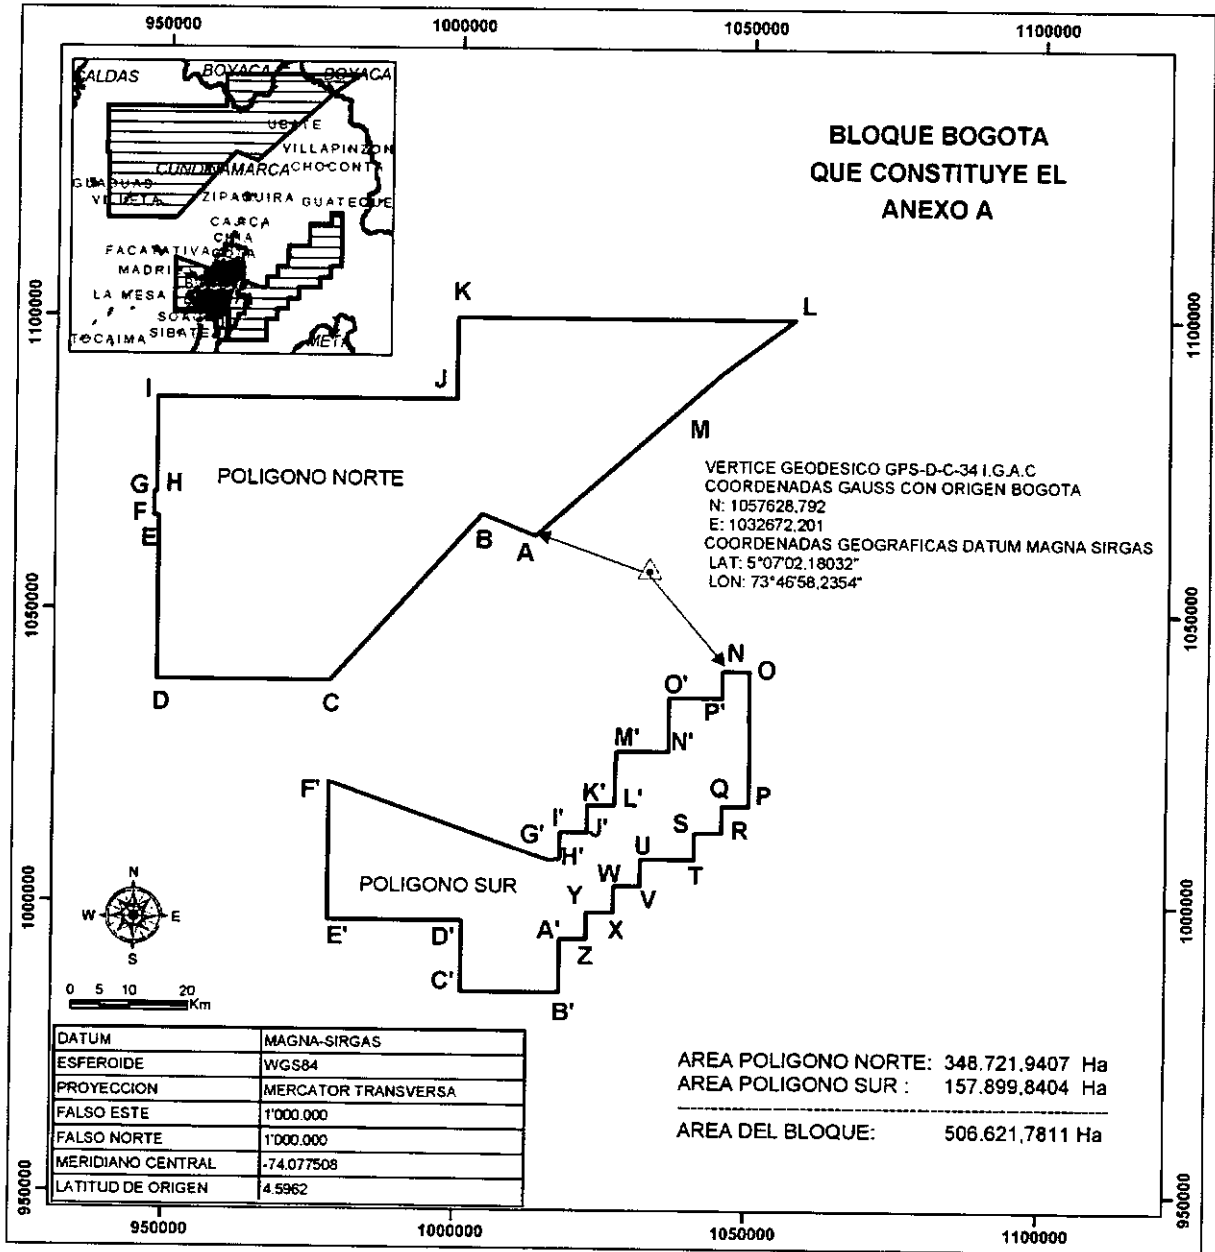 950000 1000000 1050000 1100000
CALDAS BOYACA BOYACA
UBATE
VILLAPINZON
CUNDINAMARCA CHOCONTA
GUADUAS
VILLETA ZIPAQUIRA GUATEQUE
CAJICA
CHIA
FACATATIVA
MADRI
LA MESA
SOAC
TOCAIMA SIBATE META
BLOQUE BOGOTA
QUE CONSTITUYE EL
ANEXO A
1100000
1100000
K
L
I
J
M
G H
POLIGONO NORTE
F
E
B
A
VERTICE GEODESICO GPS-D-C-34 I.G.A.C
COORDENADAS GAUSS CON ORIGEN BOGOTA
N: 1057628,792
E: 1032672,201
COORDENADAS GEOGRAFICAS DATUM MAGNA SIRGAS
LAT: 5°07'02.18032"
LON: 73°46'58,2354"
1050000
1050000
D
C
N
O
O'
P'
M'
N'
F'
K'
L'
Q
P
I'
J'
G'
H'
S
R
U
T
POLIGONO SUR
W
V
Y
X
1000000
1000000
N
W E
S
E'
D'
A'
Z
C'
B'
0 5 10 20
Km
DATUM MAGNA-SIRGAS
ESFEROIDE WGS84
PROYECCION MERCATOR TRANSVERSA
FALSO ESTE 1'000.000
FALSO NORTE 1'000.000
MERIDIANO CENTRAL -74.077508
LATITUD DE ORIGEN 4.5962
AREA POLIGONO NORTE: 348.721,9407 Ha
AREA POLIGONO SUR : 157.899,8404 Ha
AREA DEL BLOQUE: 506.621,7811 Ha
950000
950000
950000 1000000 1050000 1100000